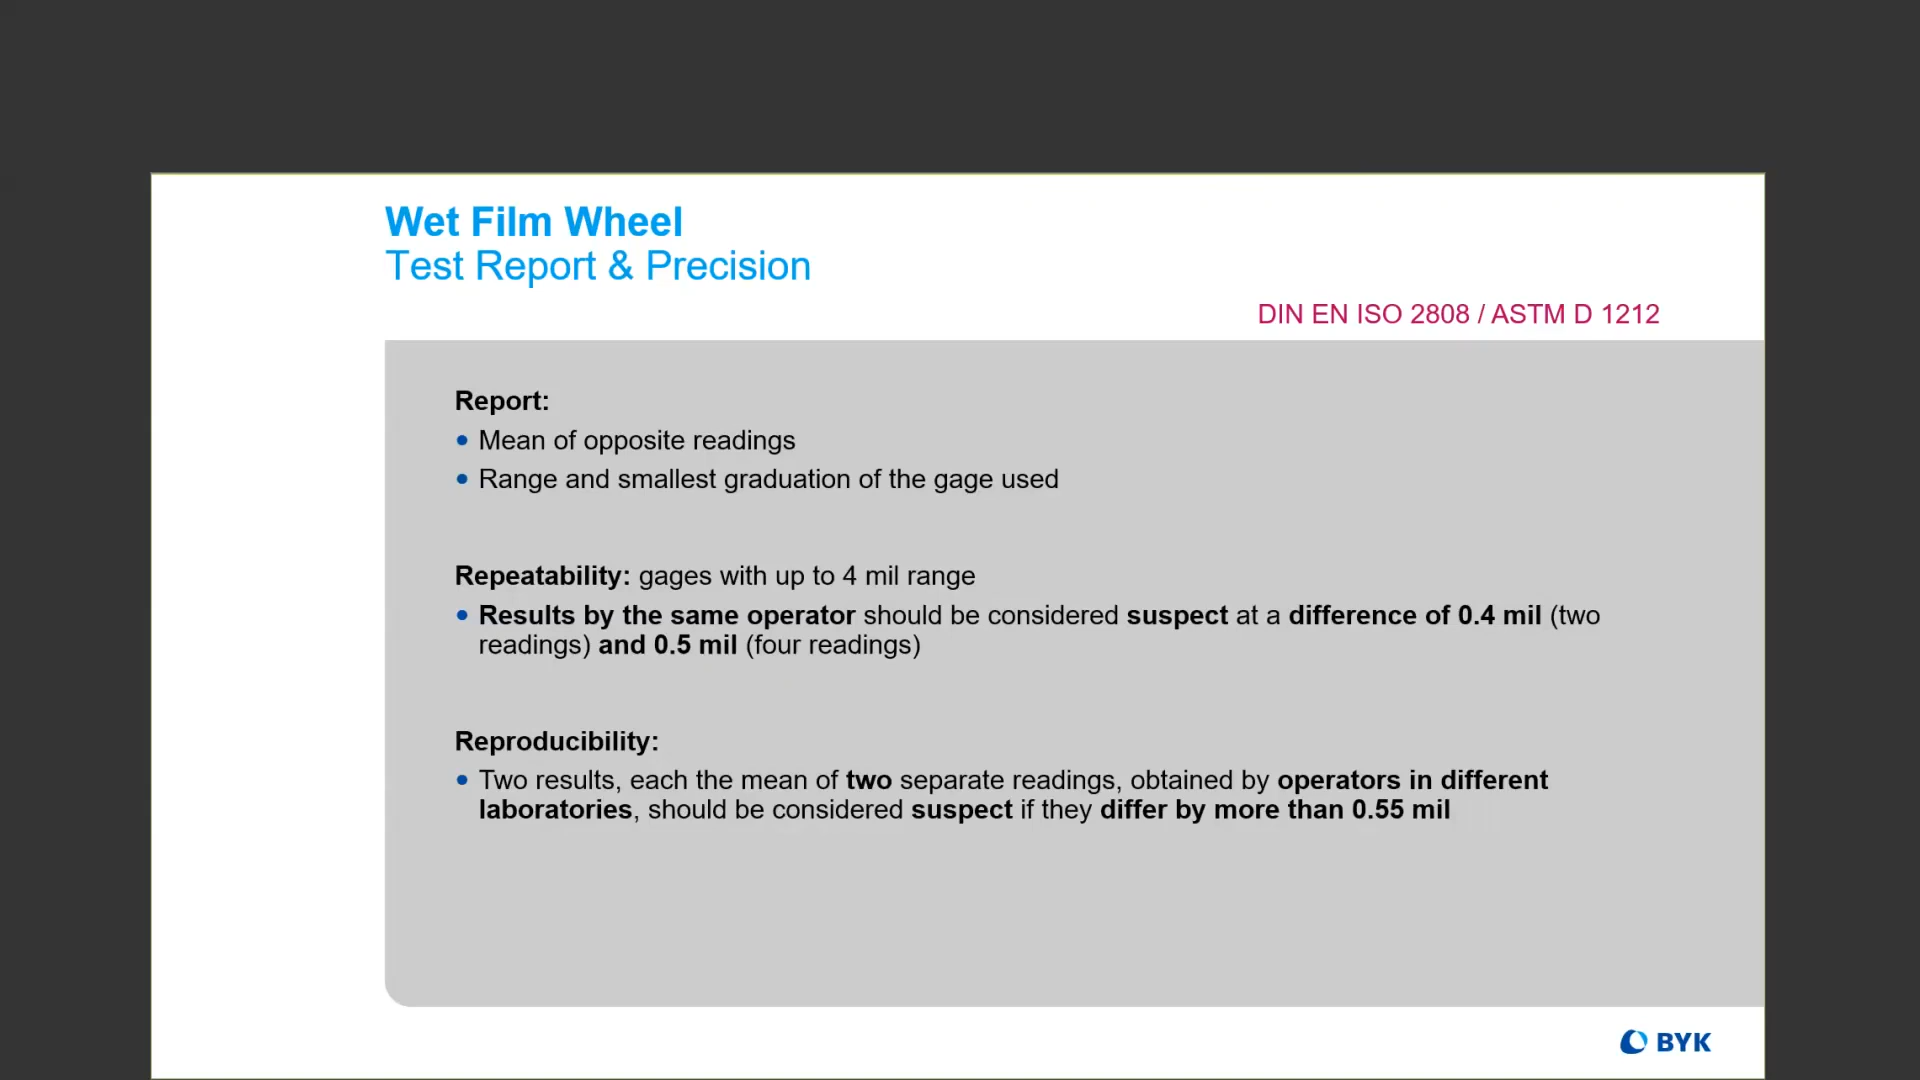 Wet Film Wheel
Test Report & Precision
DIN EN ISO 2808 / ASTM D 1212
Report:
• Mean of opposite readings
• Range and smallest graduation of the gage used
Repeatability: gages with up to 4 mil range
• Results by the same operator should be considered suspect at a difference of 0.4 mil (two
readings) and 0.5 mil (four readings)
Reproducibility:
• Two results, each the mean of two separate readings, obtained by operators in different
laboratories, should be considered suspect if they differ by more than 0.55 mil
BYK